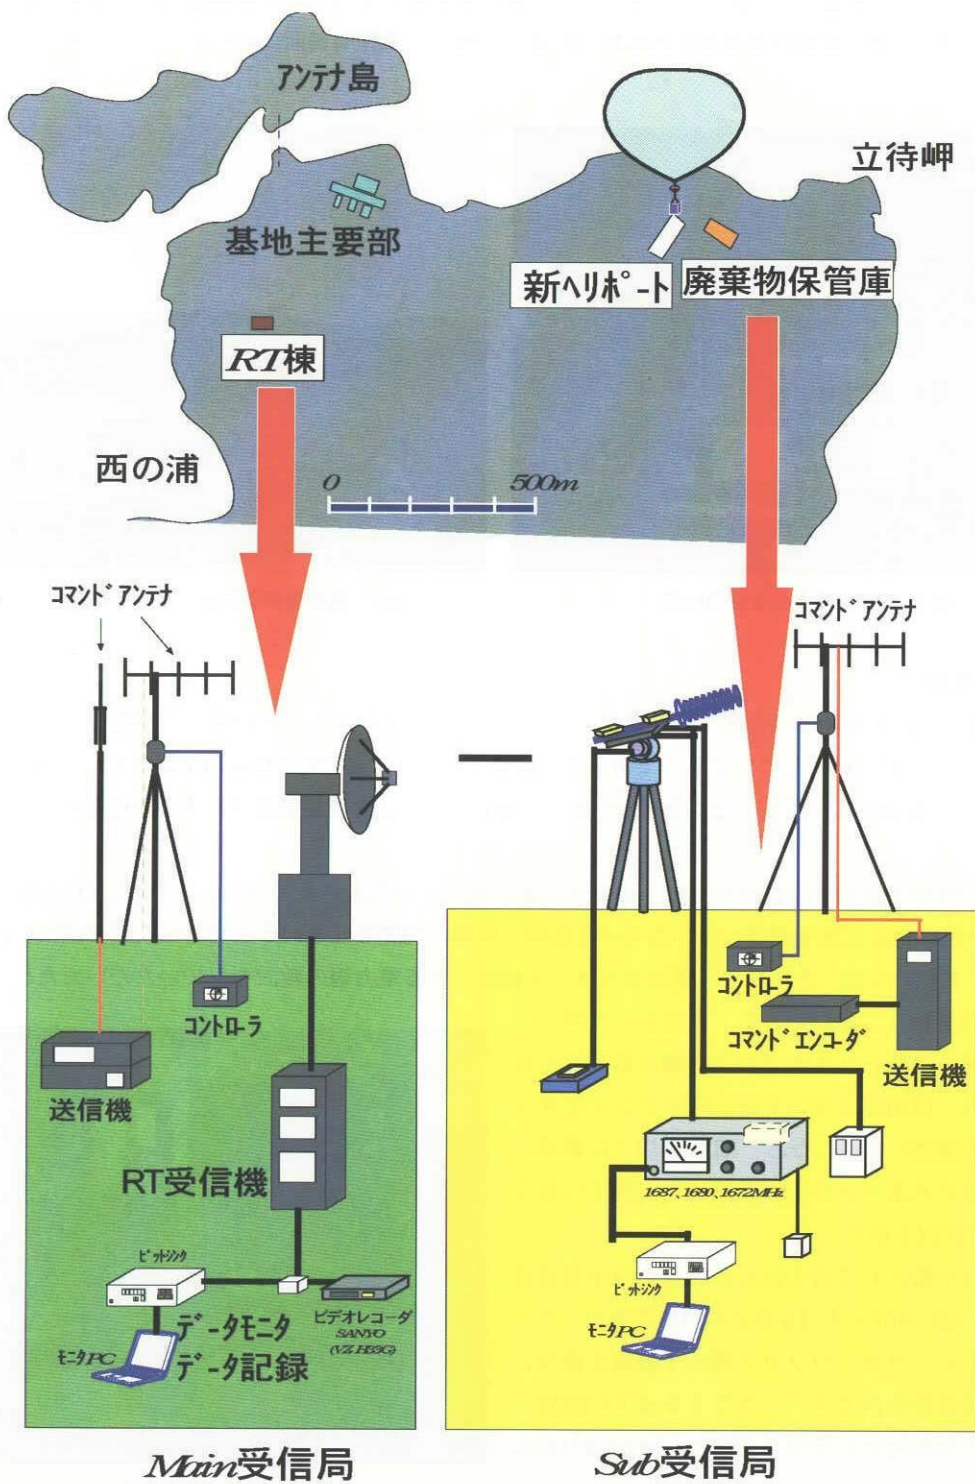 アンテナ島
立待岬
基地主要部
新ヘリポート
廃棄物保管庫
RT棟
西の浦
0
500m
コマンドアンテナ
コマンドアンテナ
コントローラ
コントローラ
コマンドエンコーダ
送信機
送信機
RT受信機
1687、1680、1672MHz
ビットシンク
ビットシンク
データモニタ
データ記録
ビデオレコーダ
SANYO
モニタPC
モニタPC
Main受信局
Sub受信局